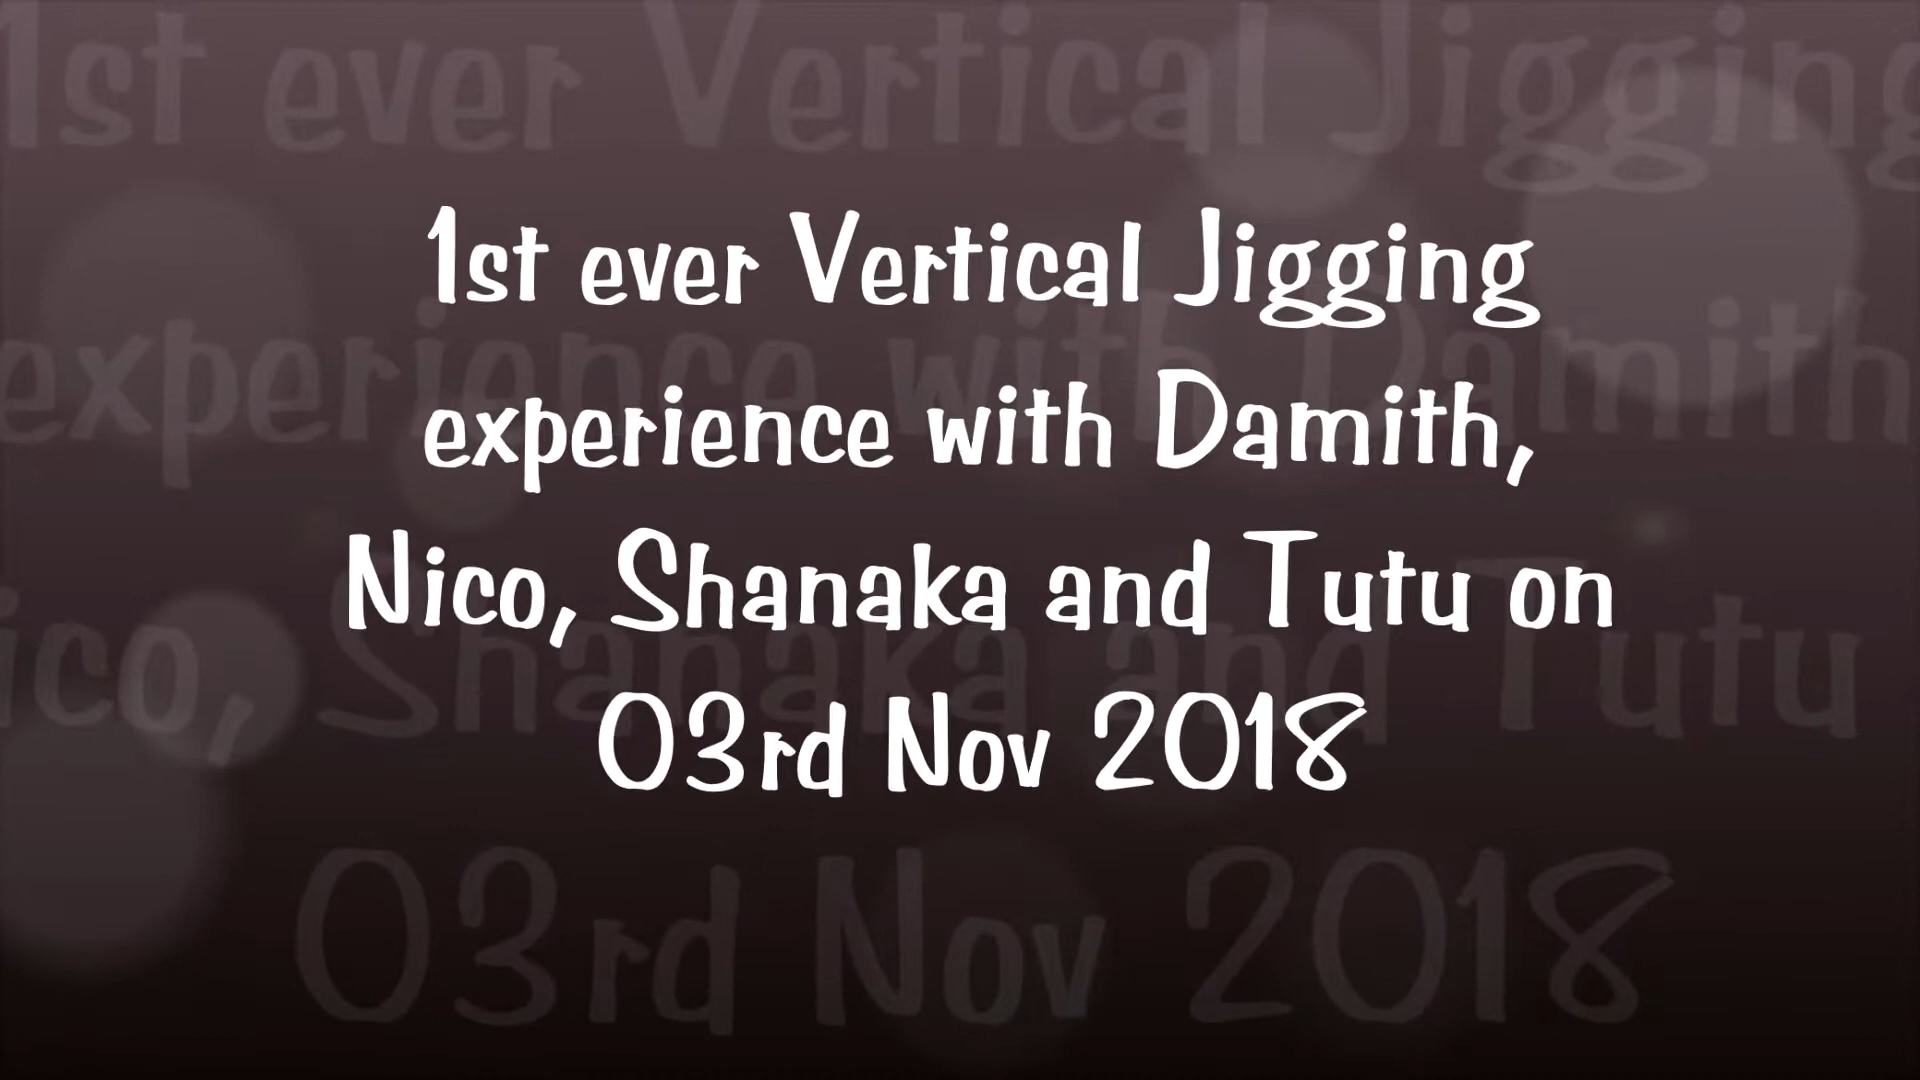 1st ever Vertical Jigging
experience with Damith,
Nico, Shanaka and Tutu on
03rd Nov 2018